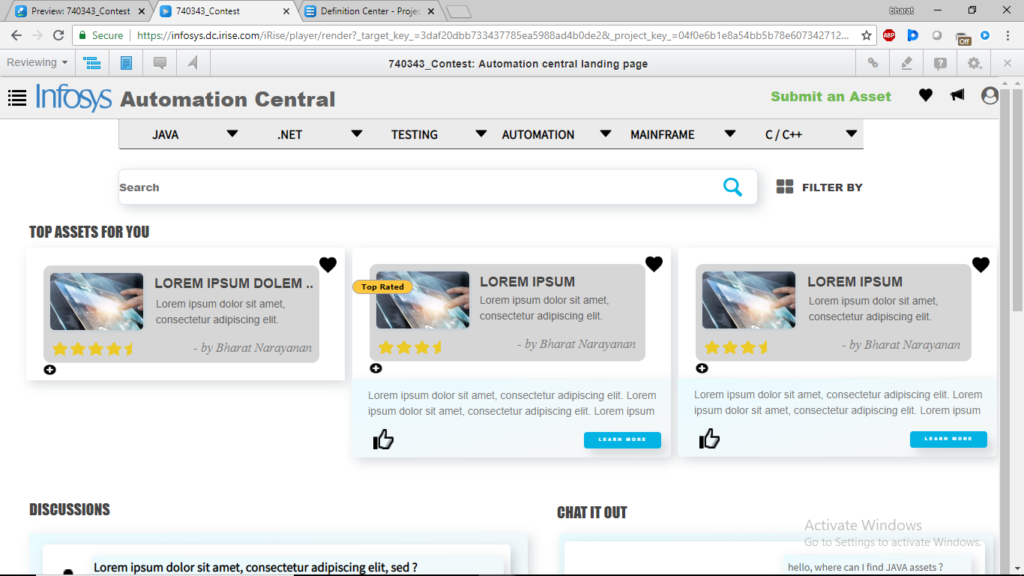 Preview: 740343_Contest
740343_Contest
Definition Center - Proje
bharat
Secure
https://infosys.dc.irise.com/iRise/player/render?_target_key_=3daf20dbb733437785ea5988ad4b0de2&_project_key_=04f0e6b1e8a54bb5b78e607342712...
ABP
Off
Reviewing
740343_Contest: Automation central landing page
Infosys Automation Central
Submit an Asset
JAVA
.NET
TESTING
AUTOMATION
MAINFRAME
C / C++
Search
FILTER BY
TOP ASSETS FOR YOU
LOREM IPSUM DOLEM ..
Lorem ipsum dolor sit amet,
consectetur adipiscing elit.
- by Bharat Narayanan
Top Rated
LOREM IPSUM
Lorem ipsum dolor sit amet,
consectetur adipiscing elit.
- by Bharat Narayanan
Lorem ipsum dolor sit amet, consectetur adipiscing elit. Lorem
ipsum dolor sit amet, consectetur adipiscing elit. Lorem ipsum
LEARN MORE
LOREM IPSUM
Lorem ipsum dolor sit amet,
consectetur adipiscing elit.
- by Bharat Narayanan
Lorem ipsum dolor sit amet, consectetur adipiscing elit. Lorem
ipsum dolor sit amet, consectetur adipiscing elit. Lorem ipsum
LEARN MORE
DISCUSSIONS
Lorem ipsum dolor sit amet, consectetur adipiscing elit, sed ?
CHAT IT OUT
hello, where can I find JAVA assets ?
Activate Windows
Go to Settings to activate Windows.